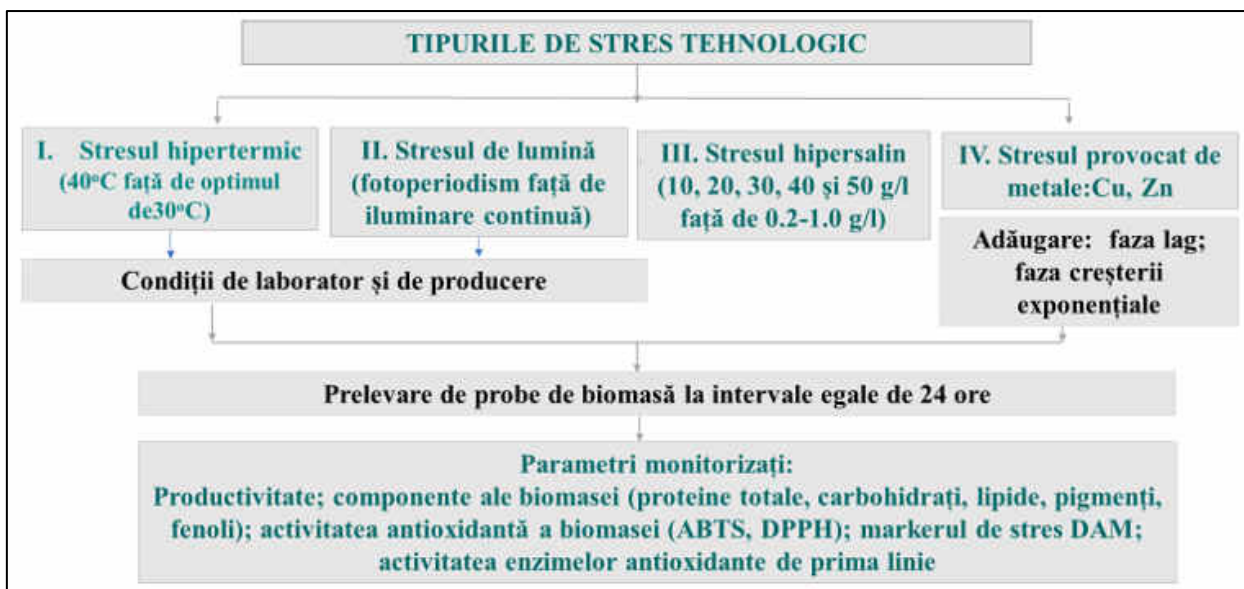 TIPURILE DE STRES TEHNOLOGIC
I. Stresul hipertermic
(40°C față de optimul
de30°C)
II. Stresul de lumină
(fotoperiodism față de
iluminare continuă)
III. Stresul hipersalin
(10, 20, 30, 40 și 50 g/l
față de 0.2-1.0 g/l)
IV. Stresul provocat de
metale:Cu, Zn
Adăugare: faza lag;
faza creșterii
exponențiale
Condiții de laborator și de producere
Prelevare de probe de biomasă la intervale egale de 24 ore
Parametri monitorizați:
Productivitate; componente ale biomasei (proteine totale, carbohidrați, lipide, pigmenți,
fenoli); activitatea antioxidantă a biomasei (ABTS, DPPH); markerul de stres DAM;
activitatea enzimelor antioxidante de prima linie